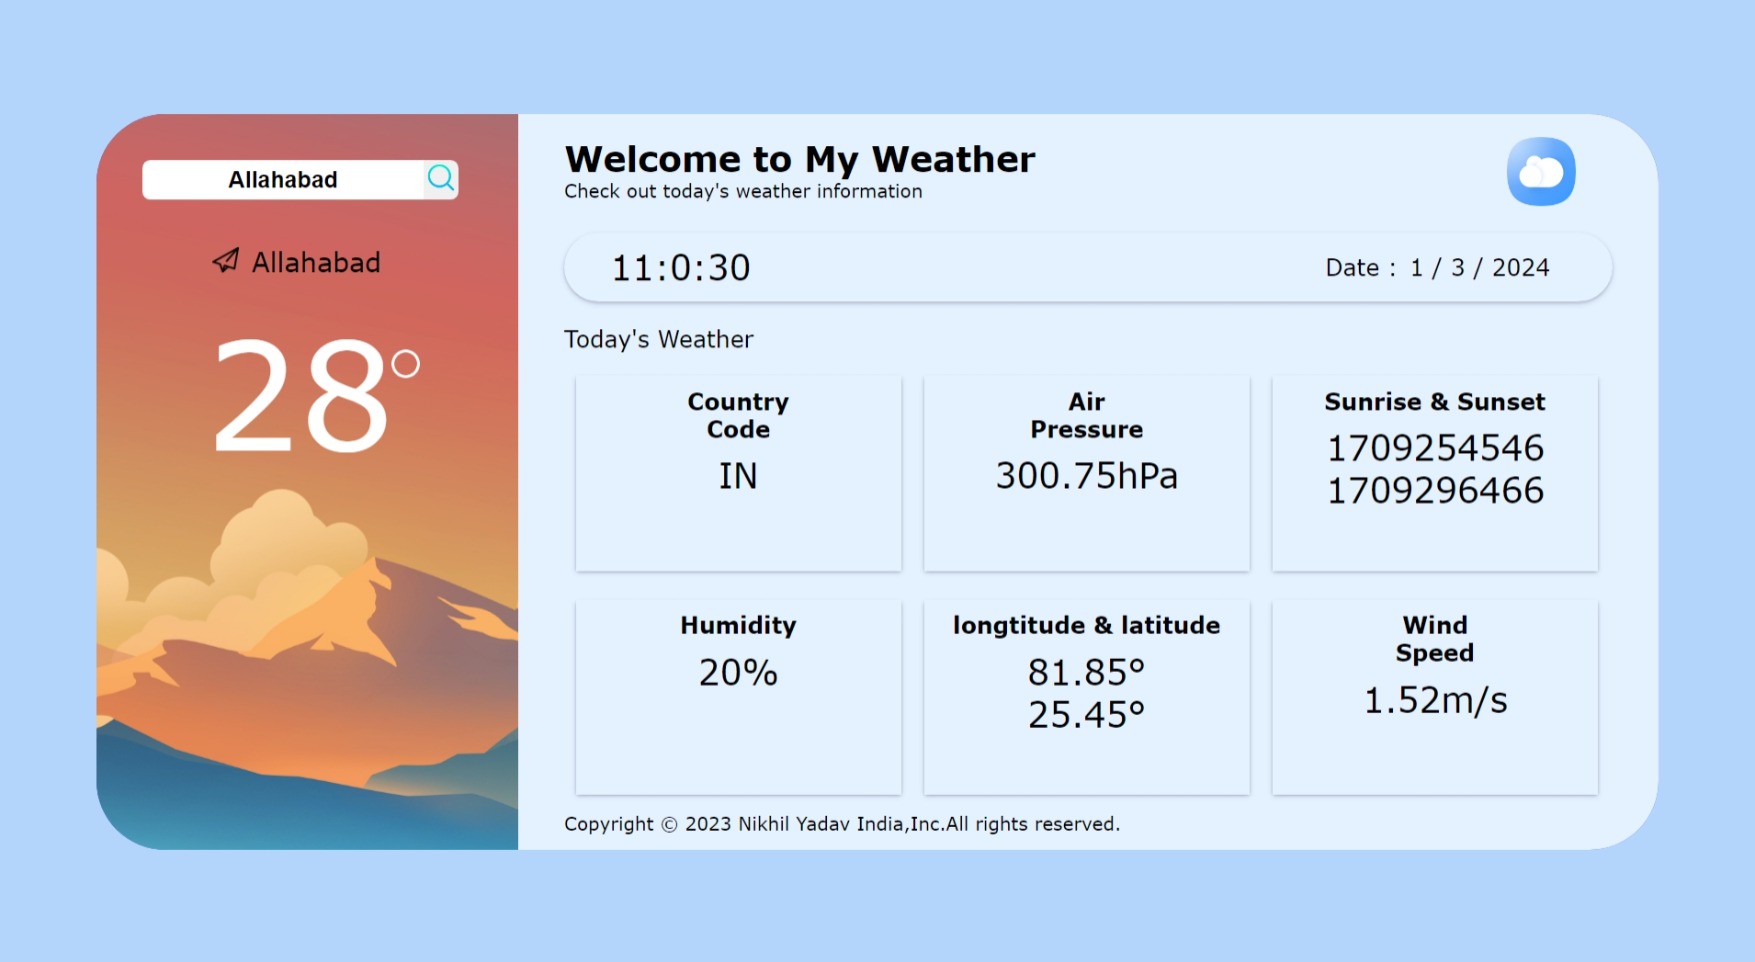 Allahabad
Allahabad
28°
Welcome to My Weather
Check out today's weather information
11:0:30
Date : 1 / 3 / 2024
Today's Weather
Country
Code
IN
Air
Pressure
300.75hPa
Sunrise & Sunset
1709254546
1709296466
Humidity
20%
longtitude & latitude
81.85°
25.45°
Wind
Speed
1.52m/s
Copyright © 2023 Nikhil Yadav India,Inc.All rights reserved.